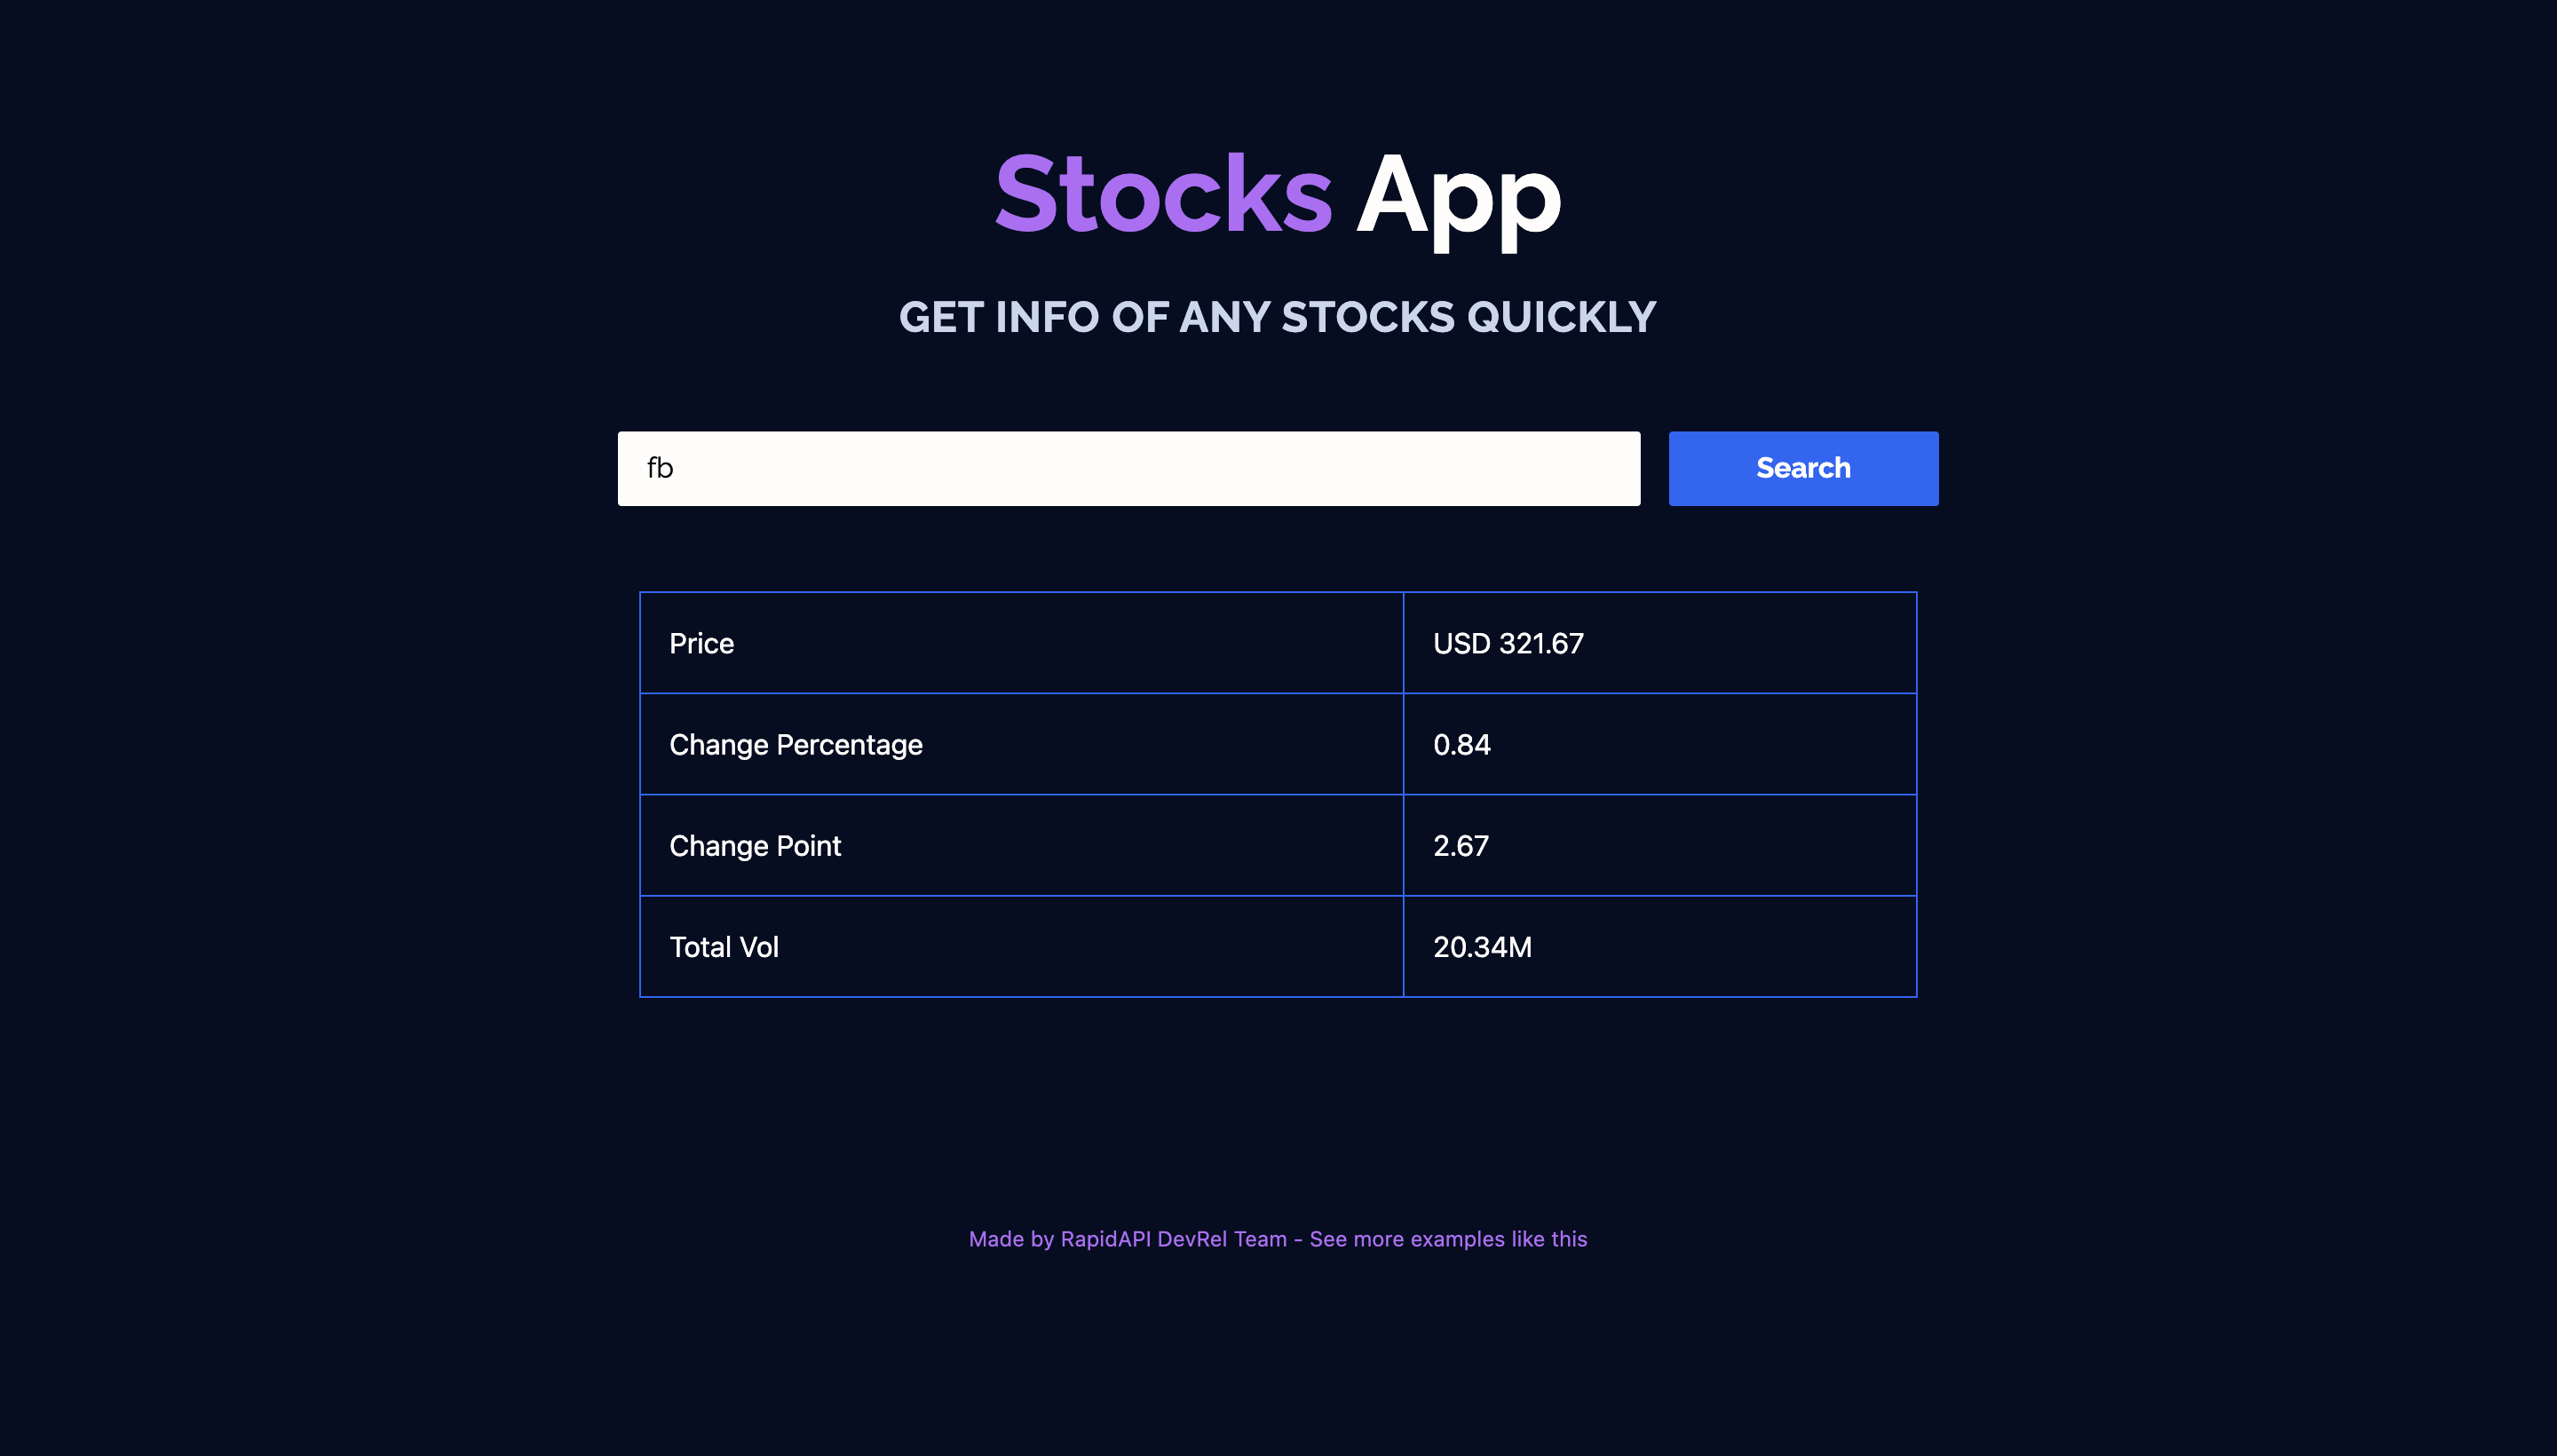 Stocks App
GET INFO OF ANY STOCKS QUICKLY
fb
Search
Price USD 321.67
Change Percentage 0.84
Change Point 2.67
Total Vol 20.34M
Made by RapidAPI DevRel Team - See more examples like this